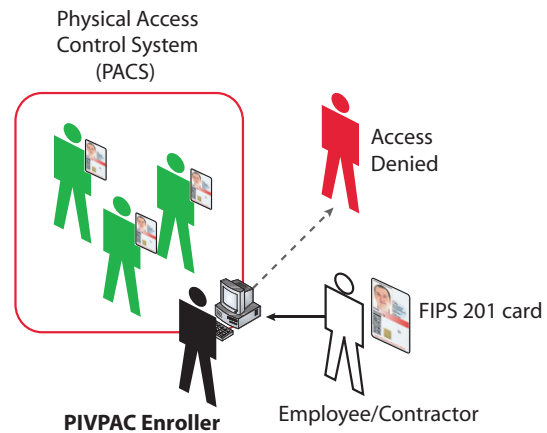 Physical Access
Control System
(PACS)
Access
Denied
FIPS 201 card
PIVPAC Enroller
Employee/Contractor